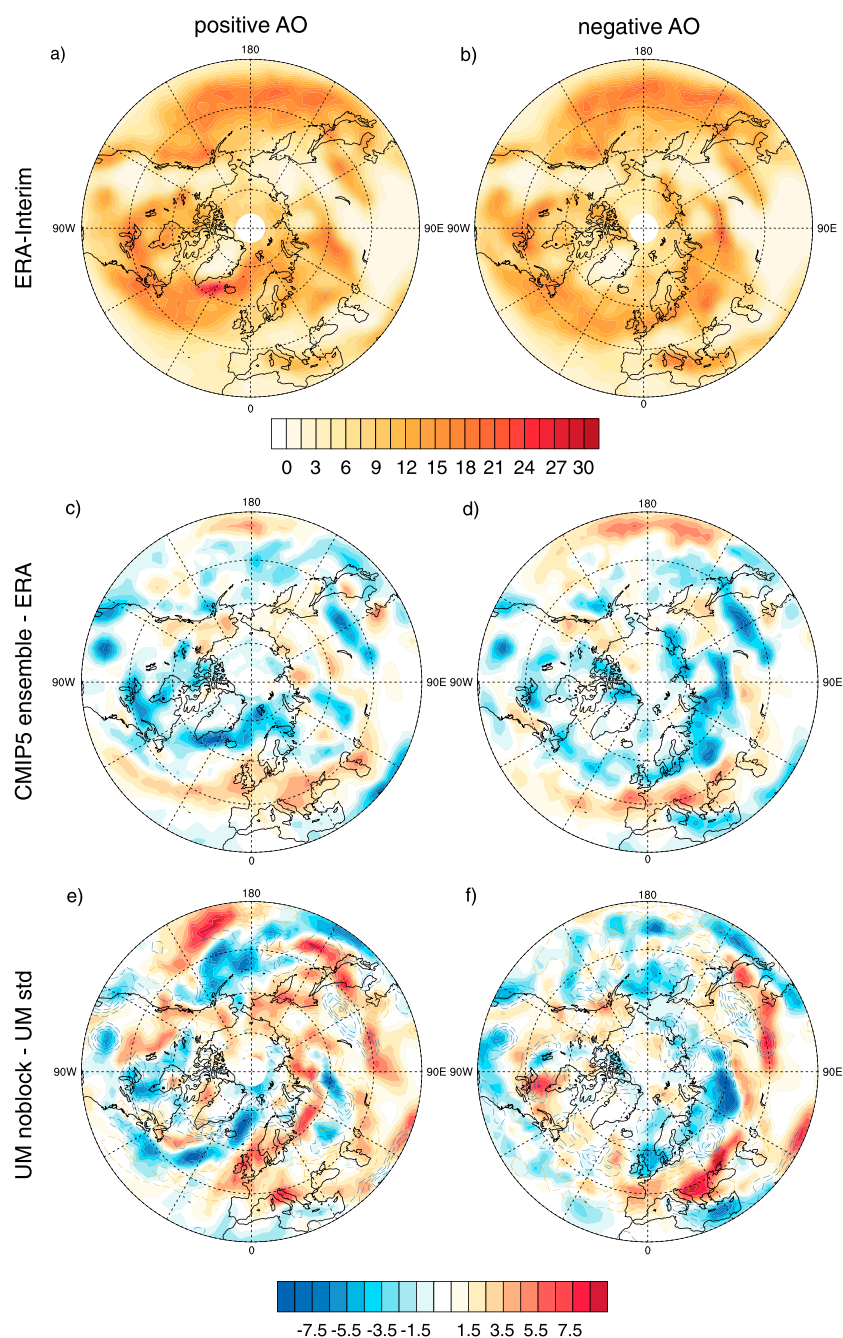 positive AO
negative AO
a)
b)
180
180
ERA-Interim
90W
90E
90W
90E
0
0
0 3 6 9 12 15 18 21 24 27 30
c)
d)
180
180
CMIP5 ensemble - ERA
90W
90E
90W
90E
0
0
e)
f)
180
180
UM noblock - UM std
90W
90E
90W
90E
0
0
-7.5 -5.5 -3.5 -1.5 1.5 3.5 5.5 7.5